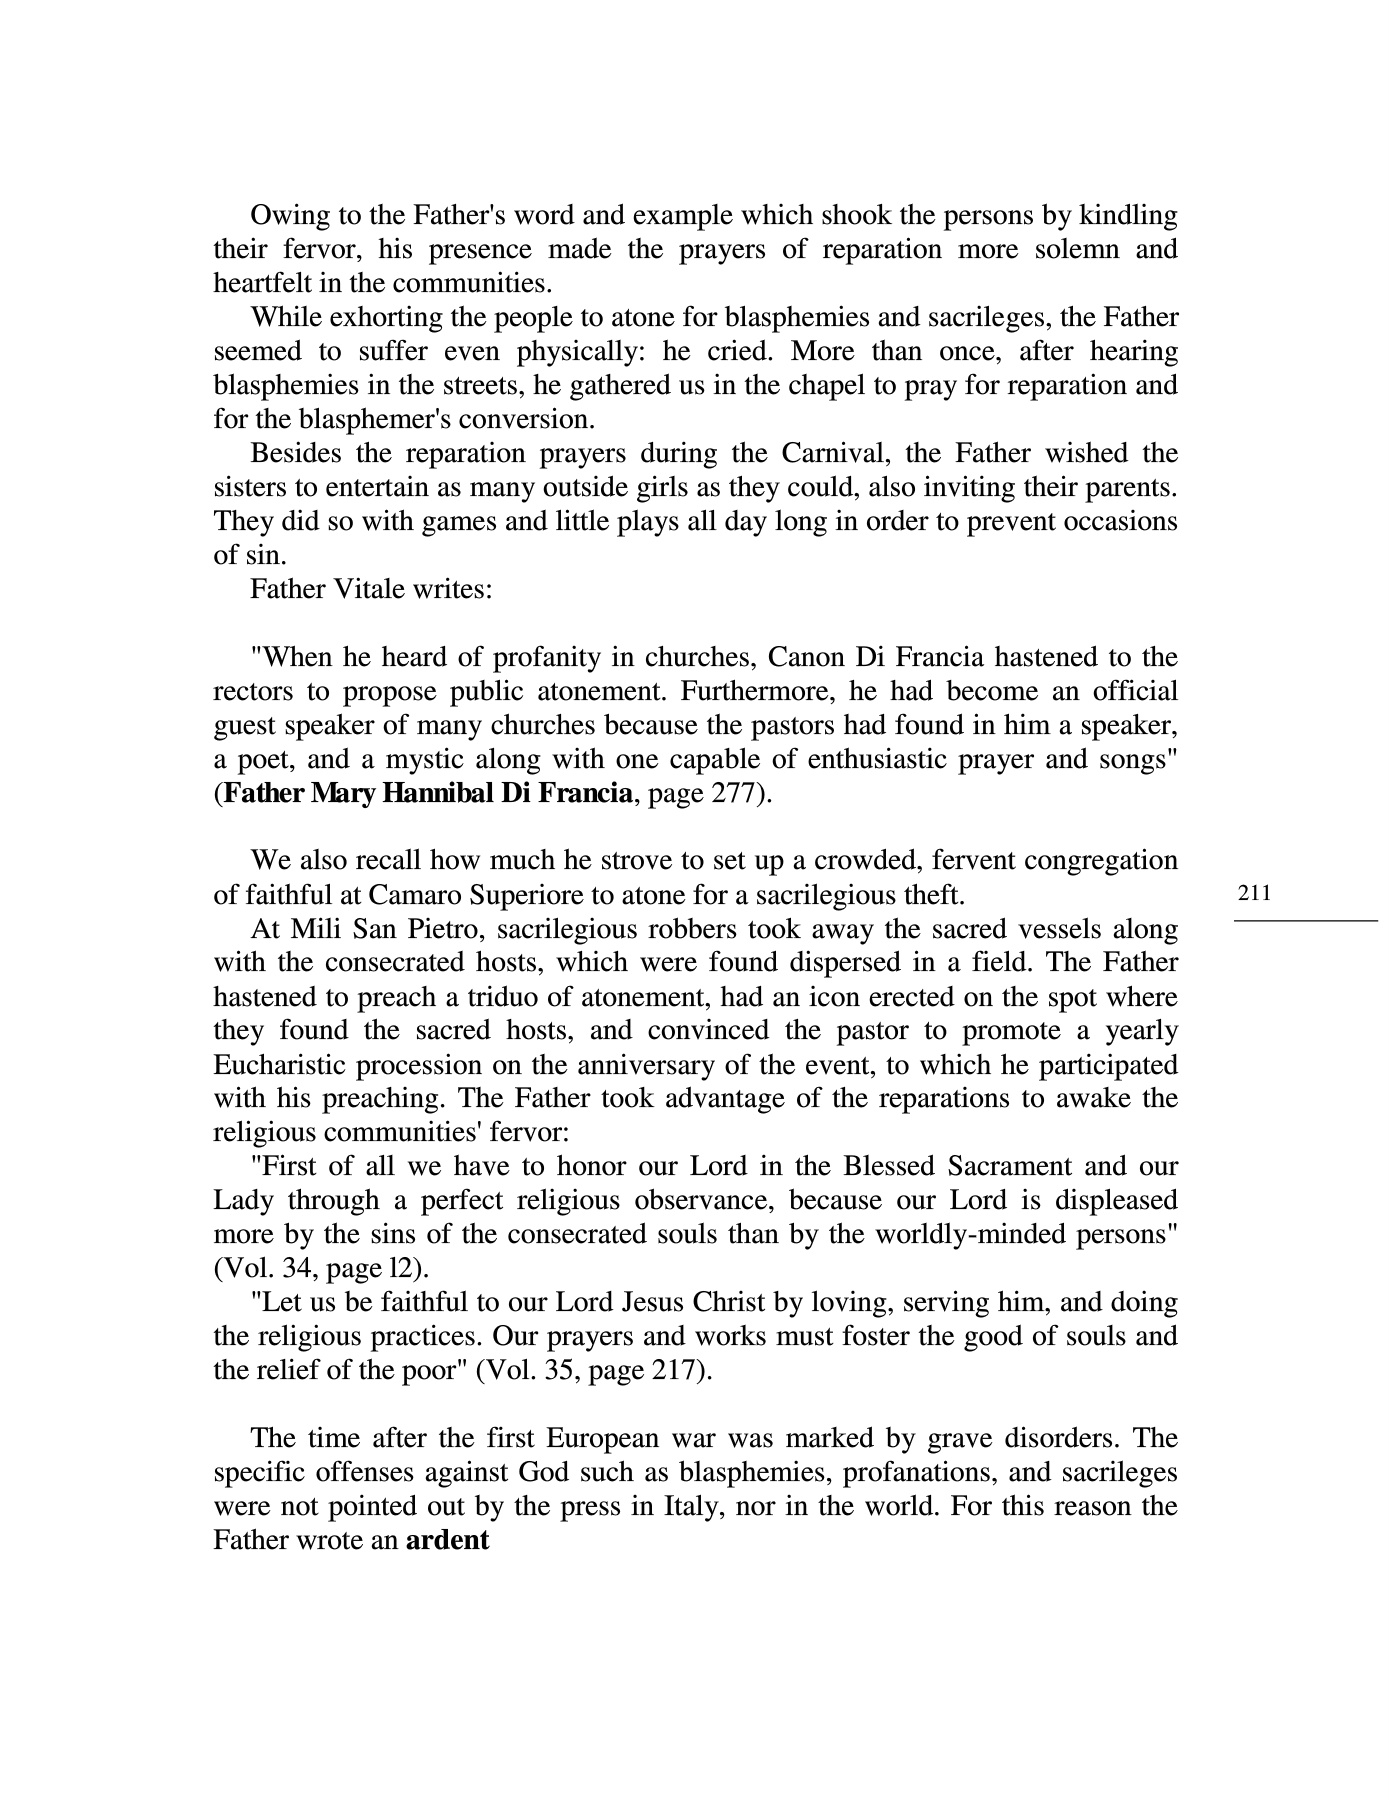 Owing to the Father's word and example which shook the persons by kindling
their fervor, his presence made the prayers of reparation more solemn and
heartfelt in the communities.
While exhorting the people to atone for blasphemies and sacrileges, the Father
seemed to suffer even physically: he cried. More than once, after hearing
blasphemies in the streets, he gathered us in the chapel to pray for reparation and
for the blasphemer's conversion.
Besides the reparation prayers during the Carnival, the Father wished the
sisters to entertain as many outside girls as they could, also inviting their parents.
They did so with games and little plays all day long in order to prevent occasions
of sin.
Father Vitale writes:
"When he heard of profanity in churches, Canon Di Francia hastened to the
rectors to propose public atonement. Furthermore, he had become an official
guest speaker of many churches because the pastors had found in him a speaker,
a poet, and a mystic along with one capable of enthusiastic prayer and songs"
(Father Mary Hannibal Di Francia, page 277).
We also recall how much he strove to set up a crowded, fervent congregation
of faithful at Camaro Superiore to atone for a sacrilegious theft.
211
At Mili San Pietro, sacrilegious robbers took away the sacred vessels along
with the consecrated hosts, which were found dispersed in a field. The Father
hastened to preach a triduo of atonement, had an icon erected on the spot where
they found the sacred hosts, and convinced the pastor to promote a yearly
Eucharistic procession on the anniversary of the event, to which he participated
with his preaching. The Father took advantage of the reparations to awake the
religious communities' fervor:
"First of all we have to honor our Lord in the Blessed Sacrament and our
Lady through a perfect religious observance, because our Lord is displeased
more by the sins of the consecrated souls than by the worldly-minded persons"
(Vol. 34, page l2).
"Let us be faithful to our Lord Jesus Christ by loving, serving him, and doing
the religious practices. Our prayers and works must foster the good of souls and
the relief of the poor" (Vol. 35, page 217).
The time after the first European war was marked by grave disorders. The
specific offenses against God such as blasphemies, profanations, and sacrileges
were not pointed out by the press in Italy, nor in the world. For this reason the
Father wrote an ardent